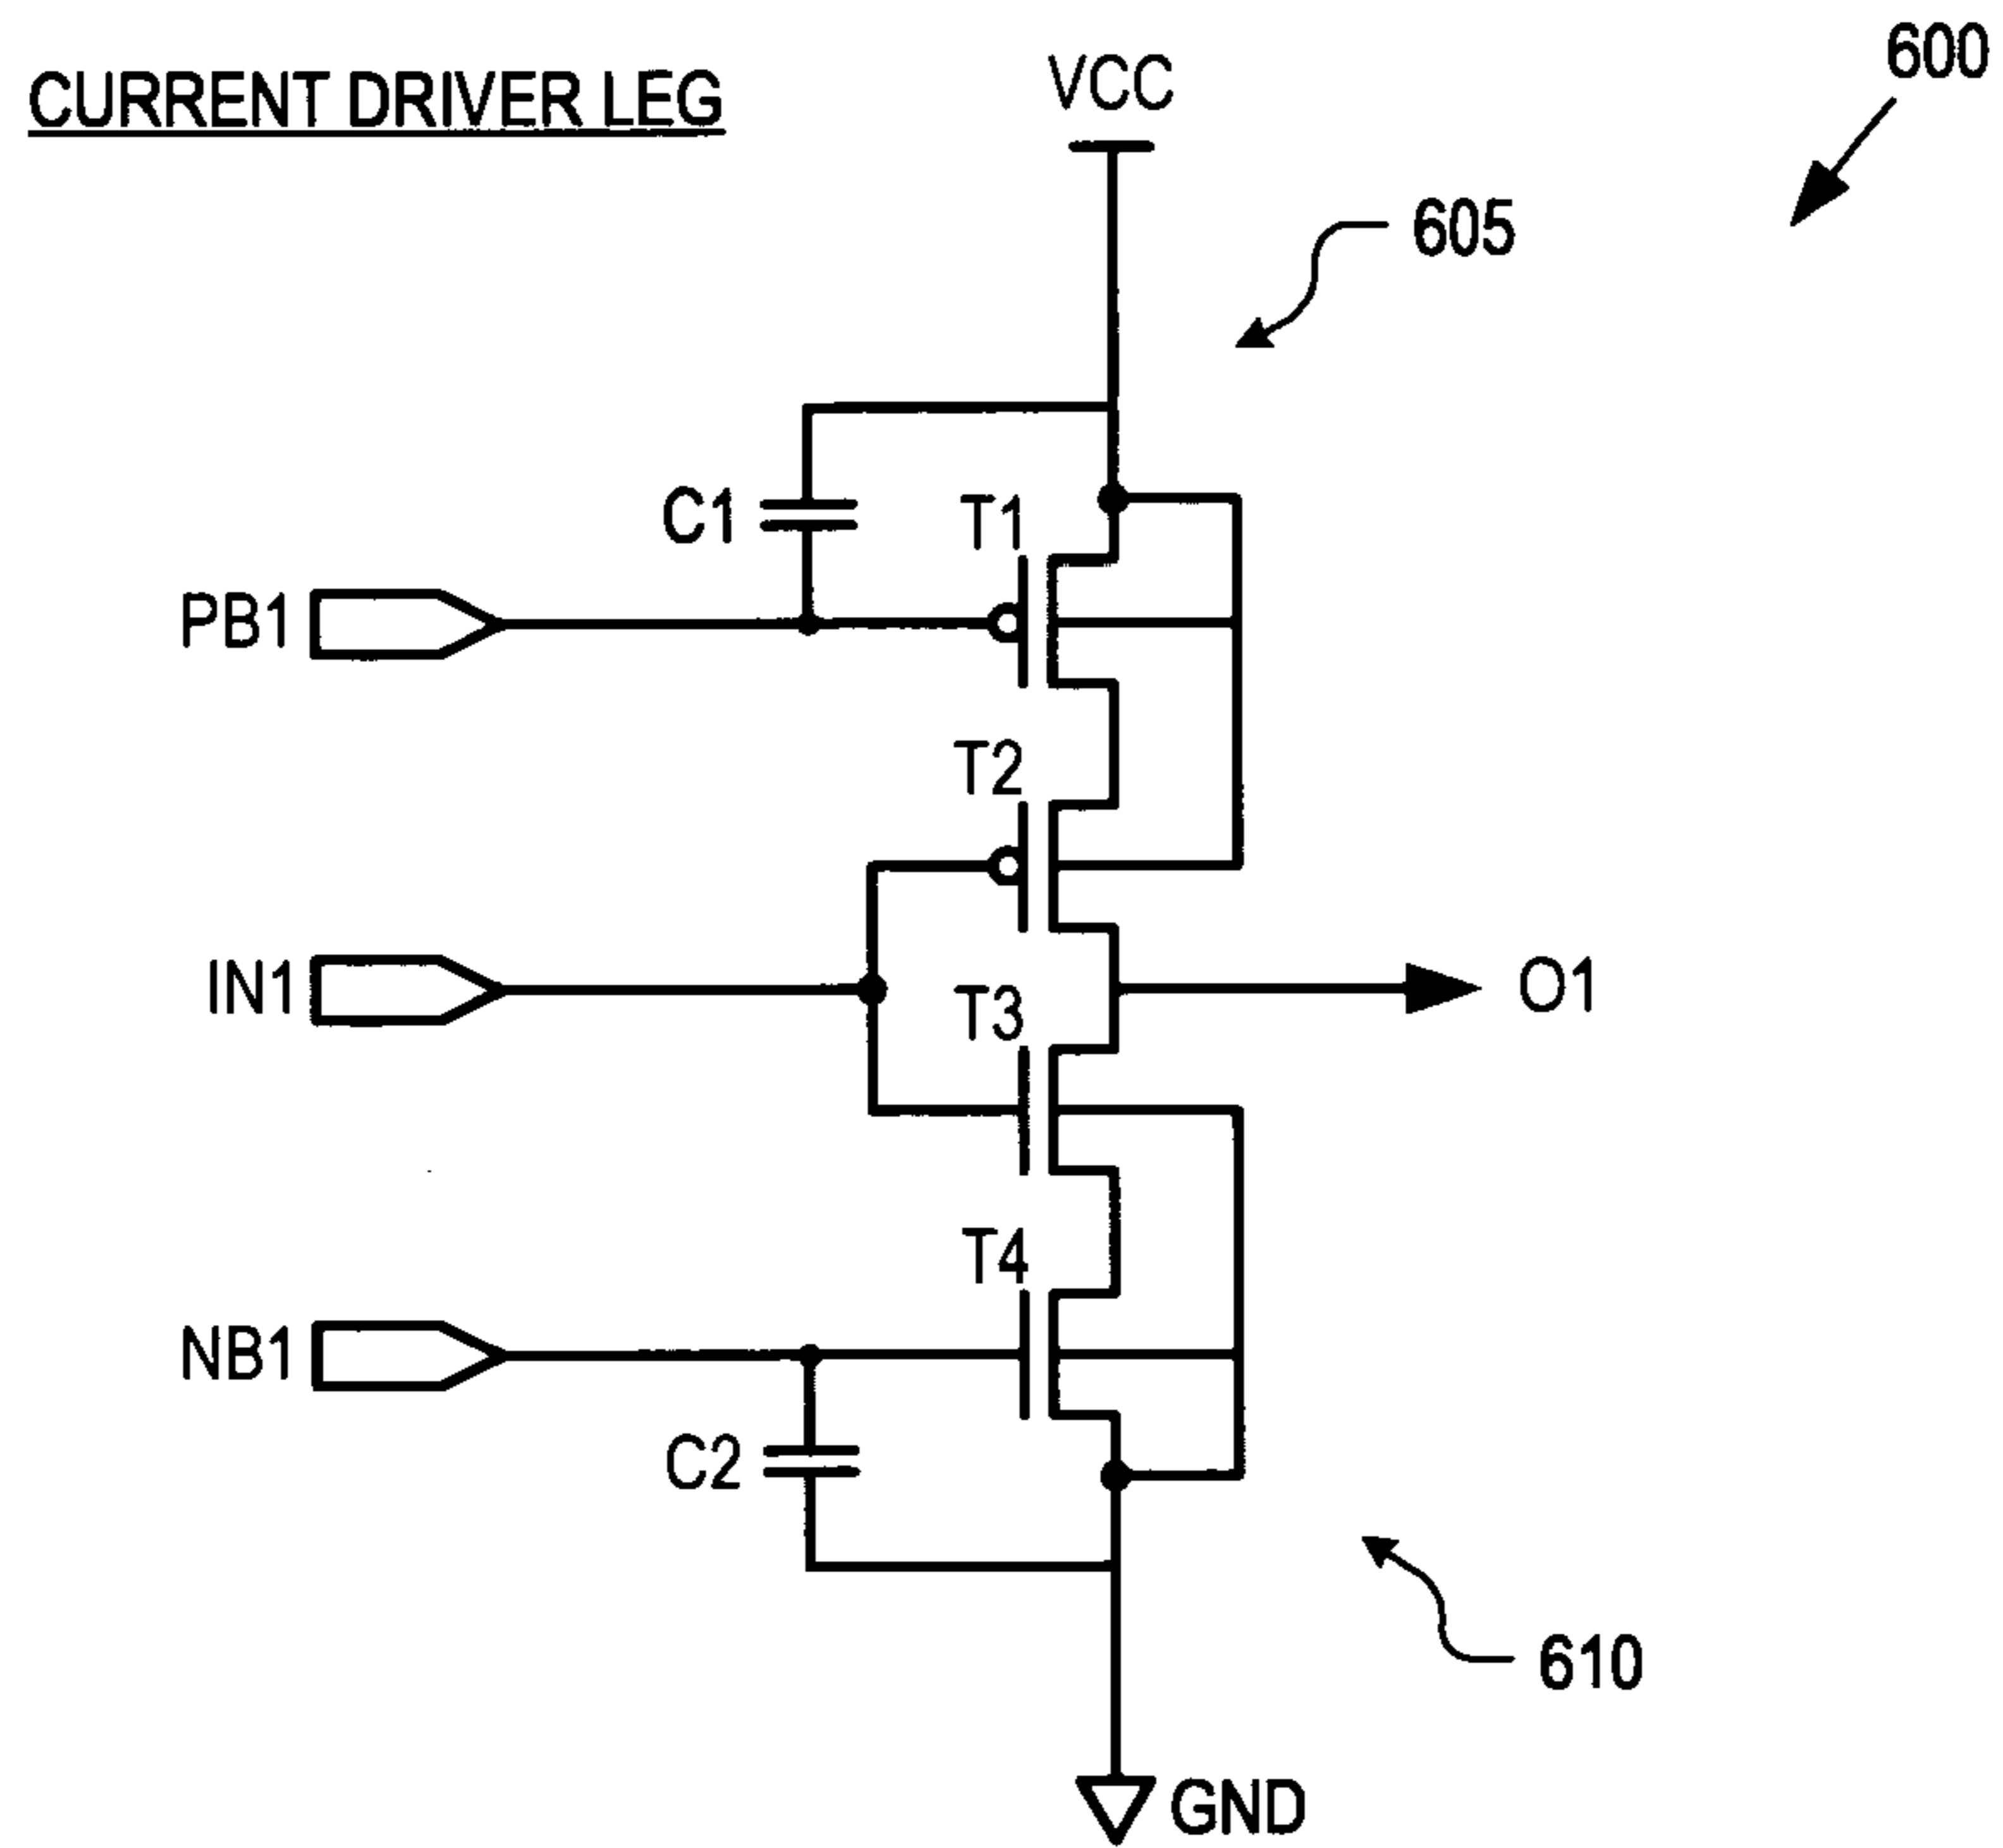 CURRENT DRIVER LEG
VCC
600
605
C1
T1
PB1
T2
IN1
T3
O1
T4
NB1
C2
610
GND